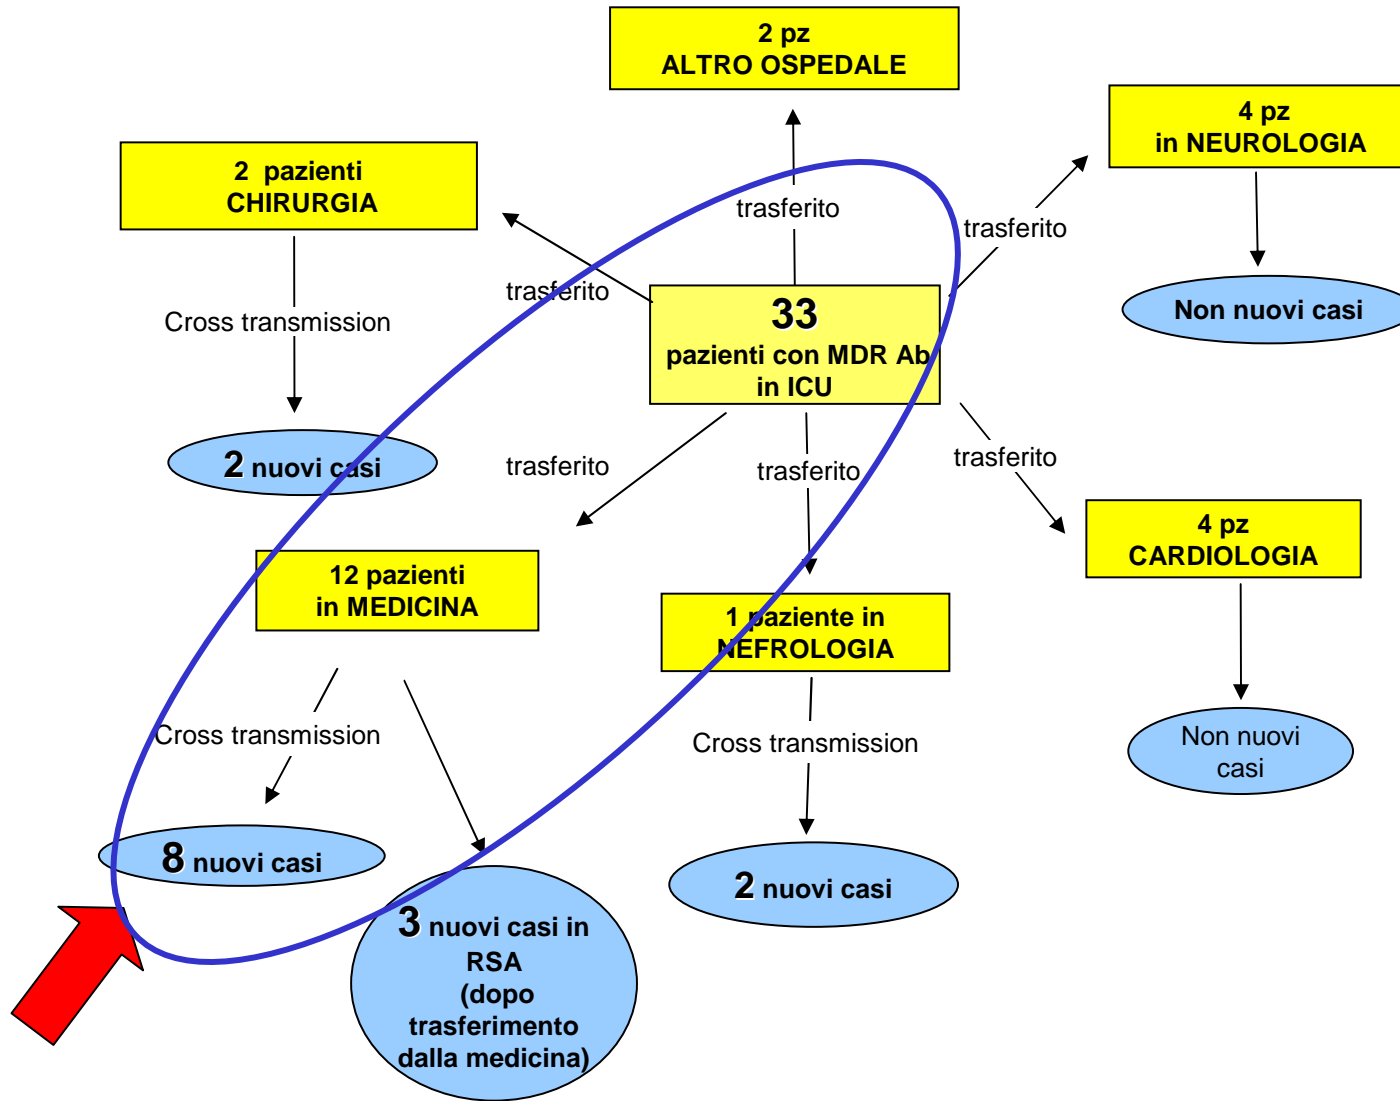 2 pz
ALTRO OSPEDALE
4 pz
in NEUROLOGIA
2 pazienti
CHIRURGIA
trasferito
trasferito
trasferito
Cross transmission
33
pazienti con MDR Ab
in ICU
Non nuovi casi
2 nuovi casi
trasferito
trasferito
trasferito
12 pazienti
in MEDICINA
4 pz
CARDIOLOGIA
1 paziente in
NEFROLOGIA
Cross transmission
Cross transmission
Non nuovi
casi
8 nuovi casi
2 nuovi casi
3 nuovi casi in
RSA
(dopo
trasferimento
dalla medicina)